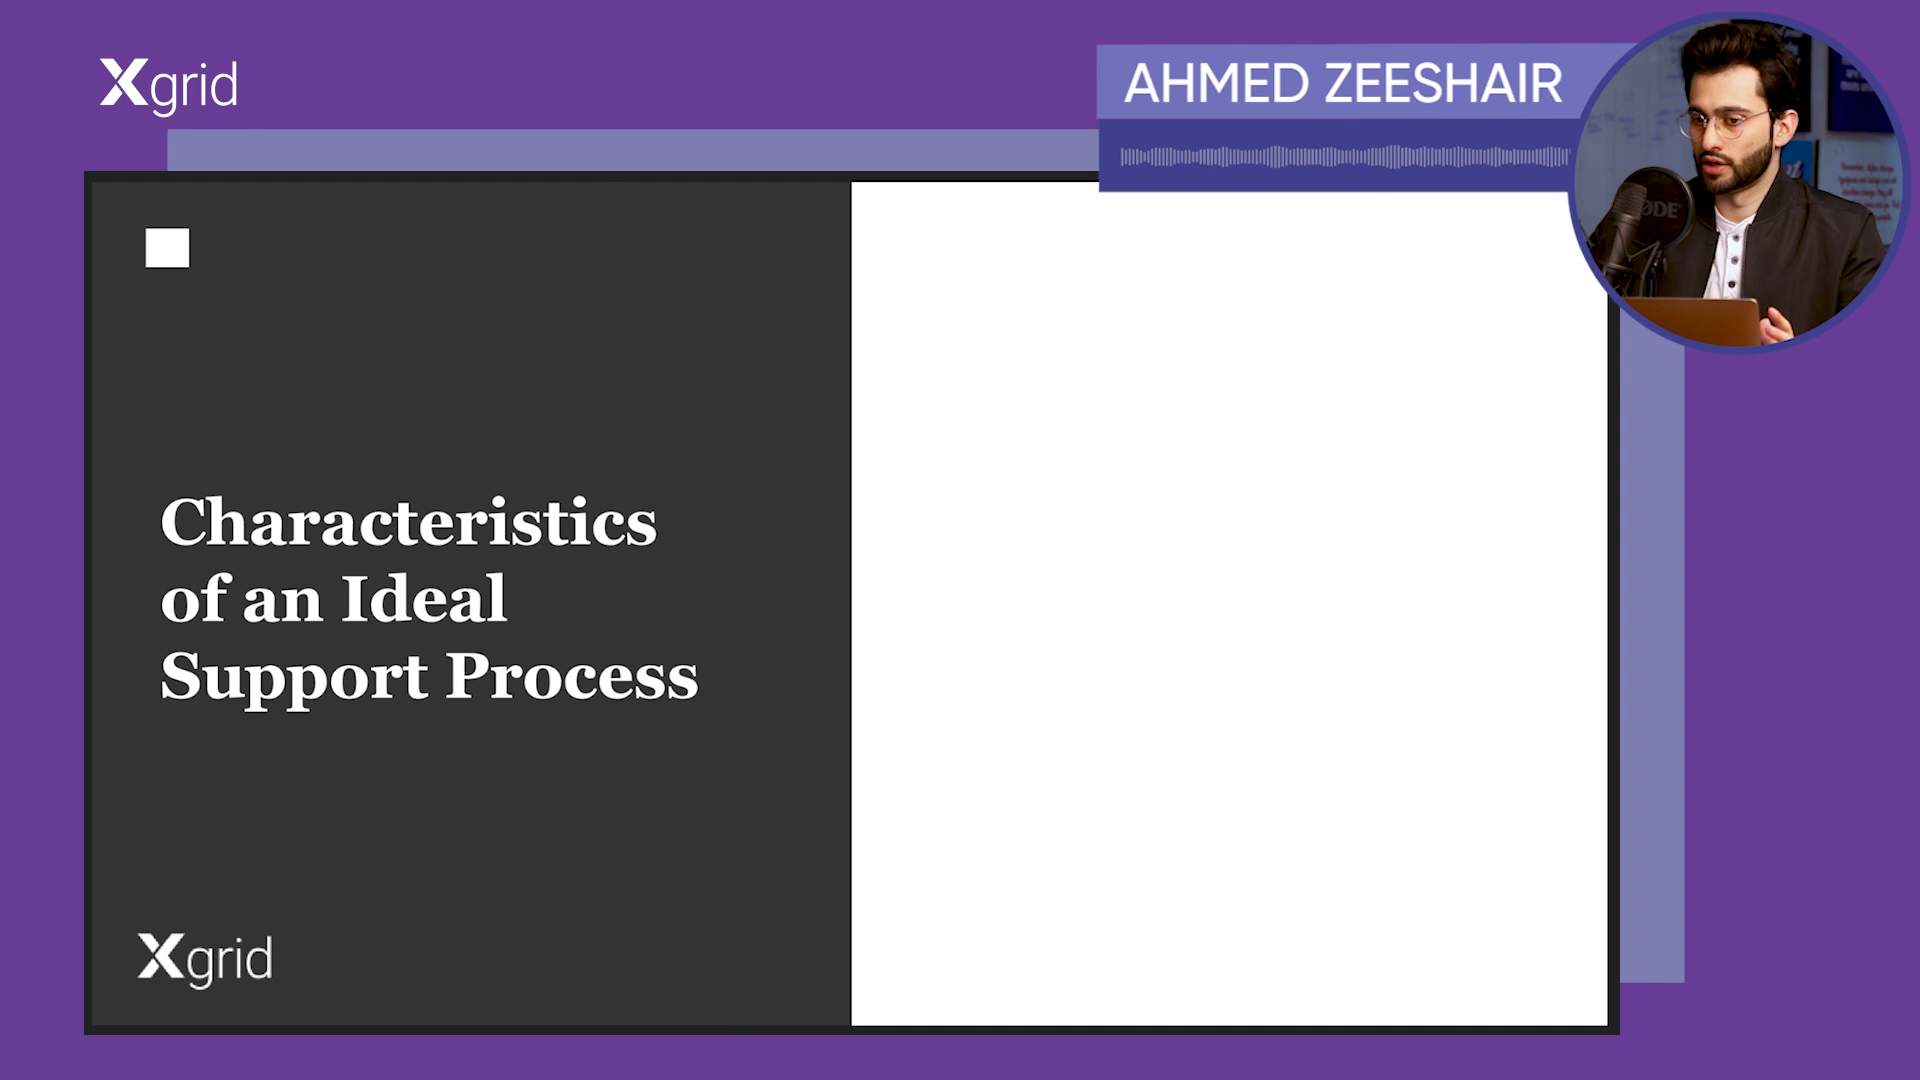 Xgrid
AHMED ZEESHAIR
Characteristics
of an Ideal
Support Process
Xgrid